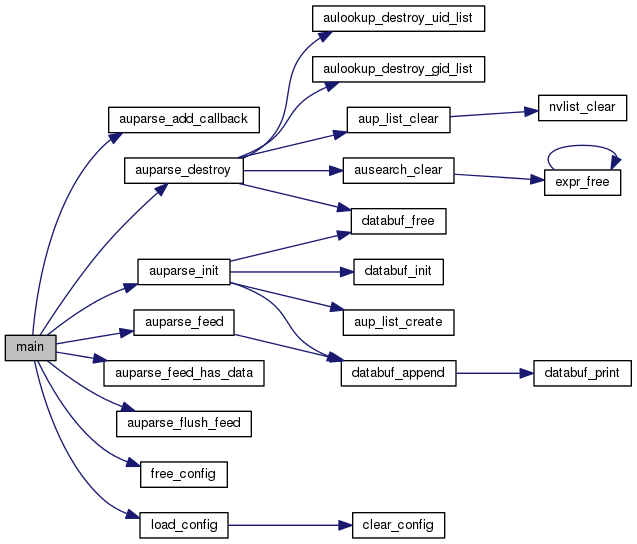 aulookup_destroy_uid_list
aulookup_destroy_gid_list
auparse_add_callback
aup_list_clear
nvlist_clear
auparse_destroy
ausearch_clear
expr_free
databuf_free
auparse_init
databuf_init
auparse_feed
aup_list_create
main
auparse_feed_has_data
databuf_append
databuf_print
auparse_flush_feed
free_config
load_config
clear_config